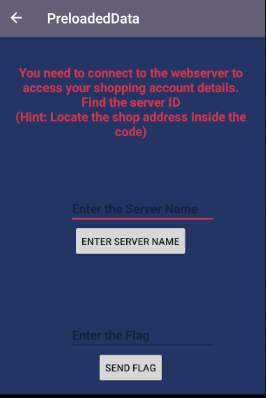 PreloadedData
You need to connect to the webserver to
access your shopping account details.
Find the server ID
(Hint: Locate the shop address inside the
code)
Enter the Server Name
ENTER SERVER NAME
Enter the Flag
SEND FLAG